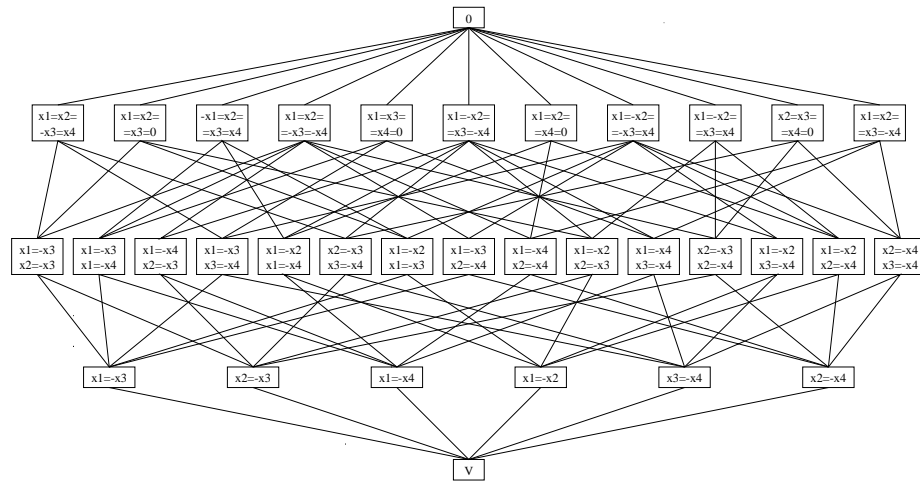 0
x1=x2=
-x3=x4
x1=x2=
=x3=0
-x1=x2=
=x3=x4
x1=x2=
=-x3=-x4
x1=x3=
=x4=0
x1=-x2=
=x3=-x4
x1=x2=
=x4=0
x1=-x2=
=-x3=x4
x1=-x2=
=x3=x4
x2=x3=
=x4=0
x1=x2=
=x3=-x4
x1=-x3
x2=-x3
x1=-x3
x1=-x4
x1=-x4
x2=-x3
x1=-x3
x3=-x4
x1=-x2
x1=-x4
x2=-x3
x3=-x4
x1=-x2
x1=-x3
x1=-x3
x2=-x4
x1=-x4
x2=-x4
x1=-x2
x2=-x3
x1=-x4
x3=-x4
x2=-x3
x2=-x4
x1=-x2
x3=-x4
x1=-x2
x2=-x4
x2=-x4
x3=-x4
x1=-x3
x2=-x3
x1=-x4
x1=-x2
x3=-x4
x2=-x4
V